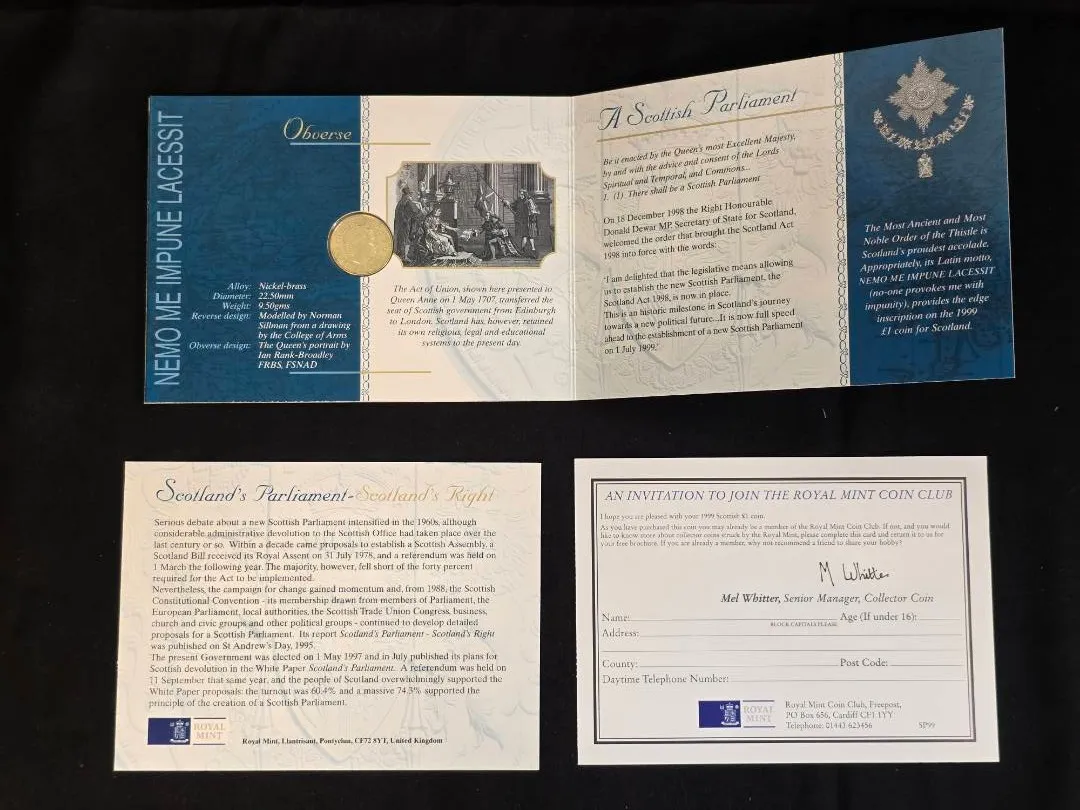 NEMO ME IMPUNE LACESSIT
Obverse
Alloy: Nickel-brass
Diameter: 22.50mm
Weight: 9.50gms
Reverse design: Modelled by Norman
Sillman from a drawing
by the College of Arms
Obverse design: The Queen's portrait by
Ian Rank-Broadley
FRBS, FSNAD
The Act of Union, shown here presented to
Queen Anne on 1 May 1707, transferred the
seat of Scottish government from Edinburgh
to London. Scotland has, however, retained
its own religious, legal and educational
systems to the present day.
A Scottish Parliament
Be it enacted by the Queen's most Excellent Majesty,
by and with the advice and consent of the Lords
Spiritual and Temporal, and Commons...
1. (1) There shall be a Scottish Parliament
On 18 December 1998 the Right Honourable
Donald Dewar MP, Secretary of State for Scotland,
welcomed the order that brought the Scotland Act
1998 into force with the words:
'I am delighted that the legislative means allowing
us to establish the new Scottish Parliament, the
Scotland Act 1998, is now in place.
This is an historic milestone in Scotland's journey
towards a new political future...It is now full speed
ahead to the establishment of a new Scottish Parliament
on 1 July 1999.'
The Most Ancient and Most
Noble Order of the Thistle is
Scotland's proudest accolade.
Appropriately, its Latin motto,
NEMO ME IMPUNE LACESSIT
(no-one provokes me with
impunity), provides the edge
inscription on the 1999
£1 coin for Scotland.
Scotland's Parliament-Scotland's Right
Serious debate about a new Scottish Parliament intensified in the 1960s, although
considerable administrative devolution to the Scottish Office had taken place over the
last century or so. Within a decade came proposals to establish a Scottish Assembly, a
Scotland Bill received its Royal Assent on 31 July 1978, and a referendum was held on
1 March the following year. The majority, however, fell short of the forty percent
required for the Act to be implemented.
Nevertheless, the campaign for change gained momentum and, from 1988, the Scottish
Constitutional Convention - its membership drawn from members of Parliament, the
European Parliament, local authorities, the Scottish Trade Union Congress, business,
church and civic groups and other political groups - continued to develop detailed
proposals for a Scottish Parliament. Its report Scotland's Parliament - Scotland's Right
was published on St Andrew's Day, 1995.
The present Government was elected on 1 May 1997 and in July published its plans for
Scottish devolution in the White Paper Scotland's Parliament. A referendum was held on
11 September that same year, and the people of Scotland overwhelmingly supported the
White Paper proposals: the turnout was 60.4% and a massive 74.3% supported the
principle of the creation of a Scottish Parliament.
ROYAL
MINT
Royal Mint, Llantrisant, Pontyclun, CF72 8YT, United Kingdom
AN INVITATION TO JOIN THE ROYAL MINT COIN CLUB
I hope you are pleased with your 1999 Scottish £1 coin.
As you have purchased this coin you may already be a member of the Royal Mint Coin Club. If not, and you would
like to know more about collector coins struck by the Royal Mint, please complete this card and return it to us for
your free brochure. If you are already a member, why not recommend a friend to share your hobby?
M Whitter
Mel Whitter, Senior Manager, Collector Coin
Name: Age (If under 16):
BLOCK CAPITALS PLEASE
Address:
County: Post Code:
Daytime Telephone Number:
ROYAL
MINT
Royal Mint Coin Club, Freepost,
PO Box 656, Cardiff CF1 1YY
Telephone: 01443 623456 SP99